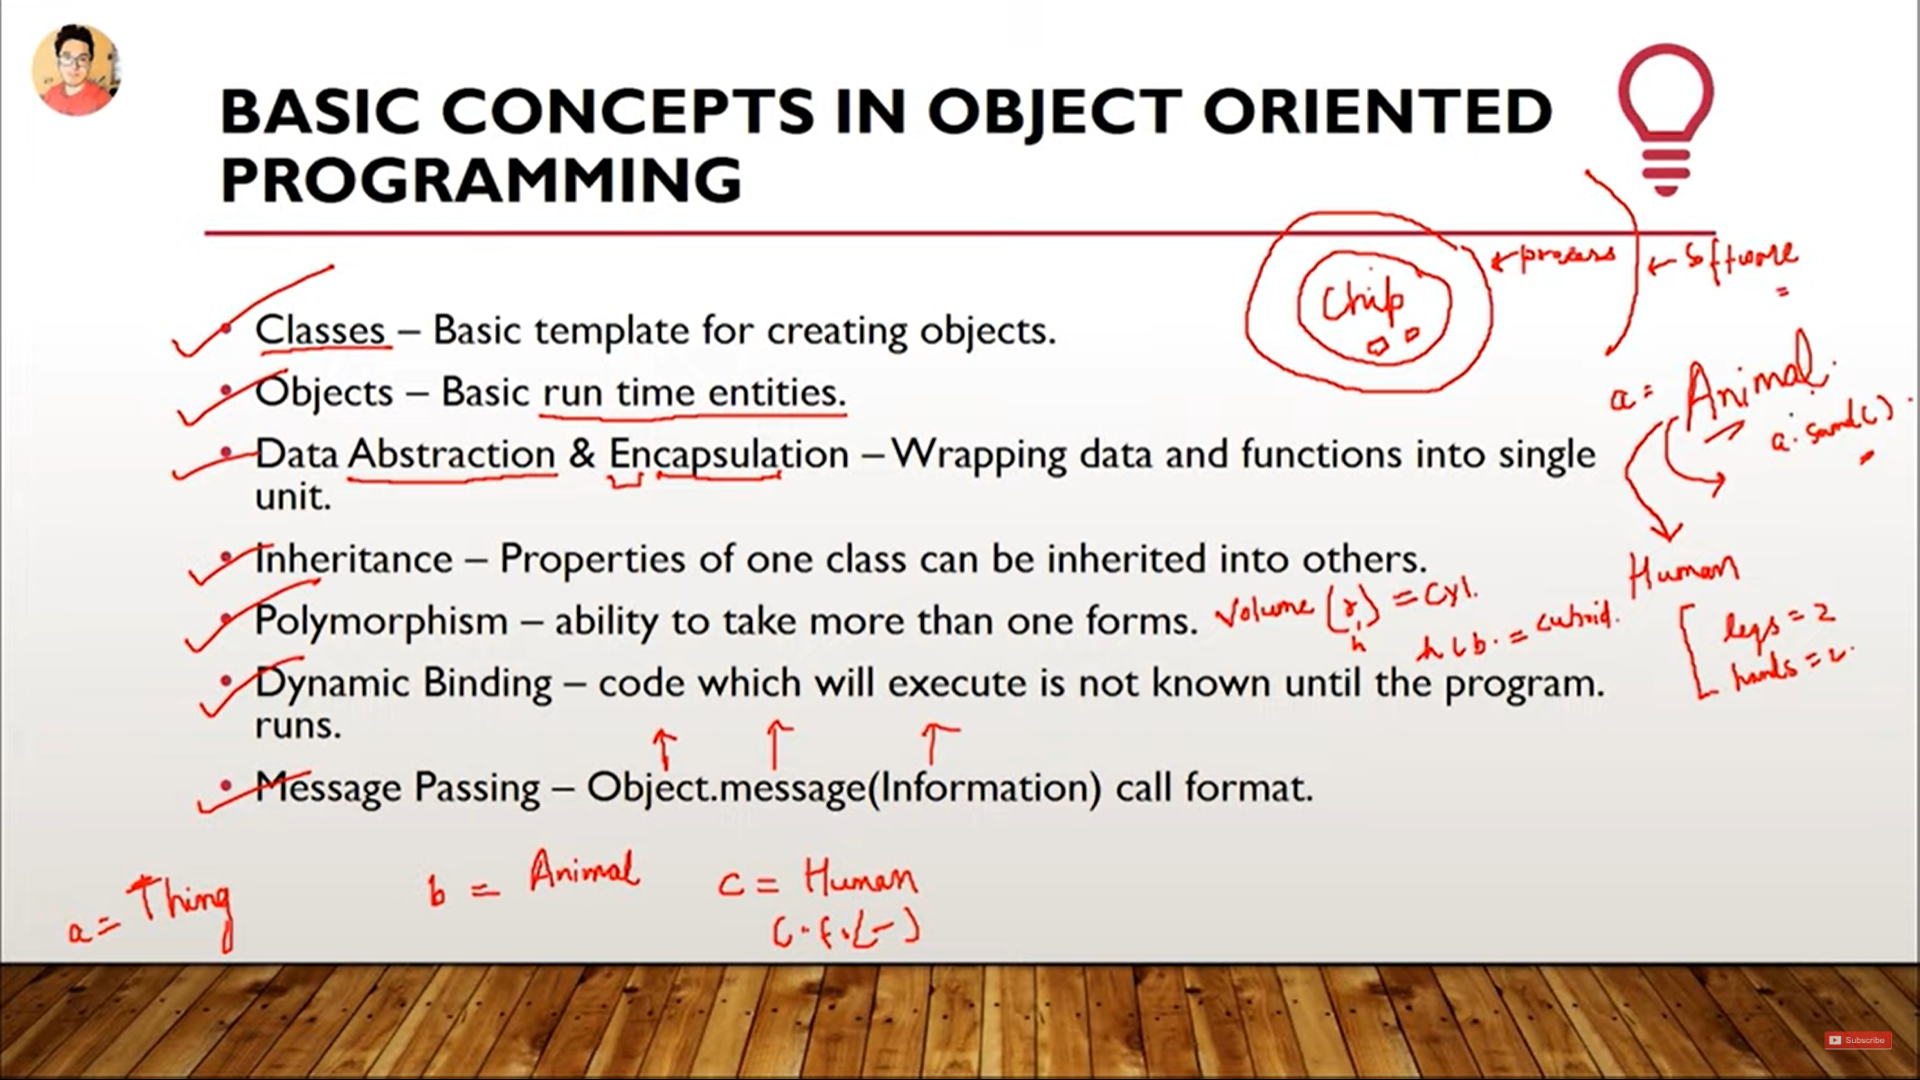 BASIC CONCEPTS IN OBJECT ORIENTED
PROGRAMMING
Chip
process
Software
• Classes – Basic template for creating objects.
• Objects – Basic run time entities.
a = Animal
a. sound()
• Data Abstraction & Encapsulation – Wrapping data and functions into single
unit.
• Inheritance – Properties of one class can be inherited into others.
Human
legs = 2
hands = 2
• Polymorphism – ability to take more than one forms.
Volume (r) = Cyl.
h
h l b. = cuboid.
• Dynamic Binding – code which will execute is not known until the program.
runs.
• Message Passing – Object.message(Information) call format.
a = Thing
b = Animal
c = Human
Subscribe